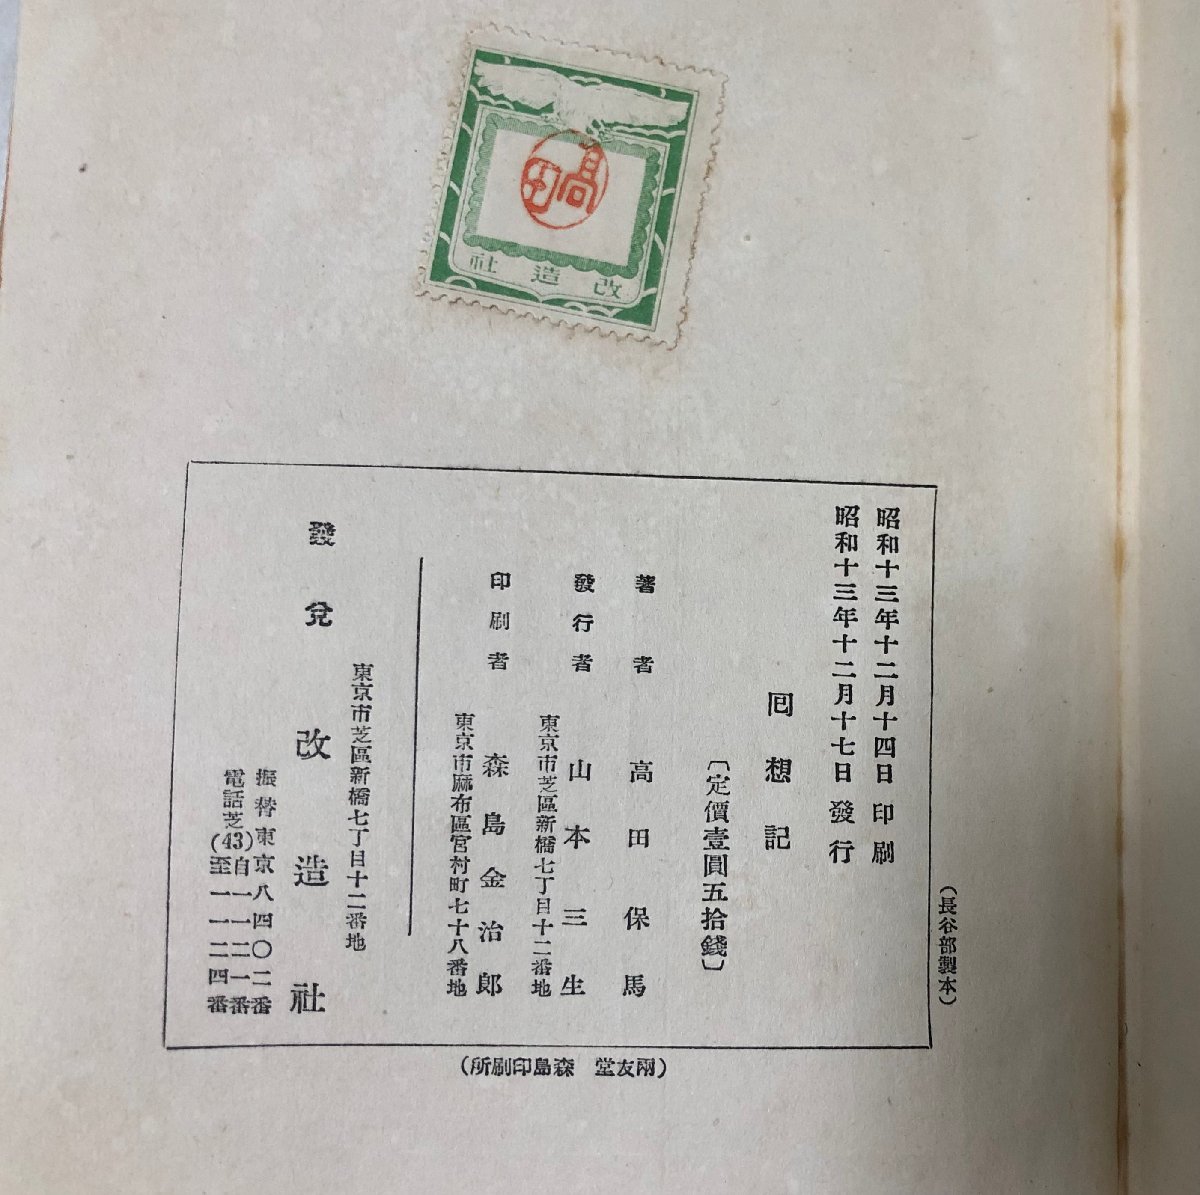 高田
社造改
昭和十三年十二月十四日印刷
昭和十三年十二月十七日發行
囘想記
〔定價壹圓五拾錢〕
著者 高田保馬
東京市芝區新橋七丁目十二番地
發行者 山本三生
東京市麻布區宮村町七十八番地
印刷者 森島金治郎
東京市芝區新橋七丁目十二番地
發兌 改造社
振替東京八四〇二番
電話芝(43)自一一二一番
至一一二四番
(長谷部製本)
(所刷印島森 堂友兩)